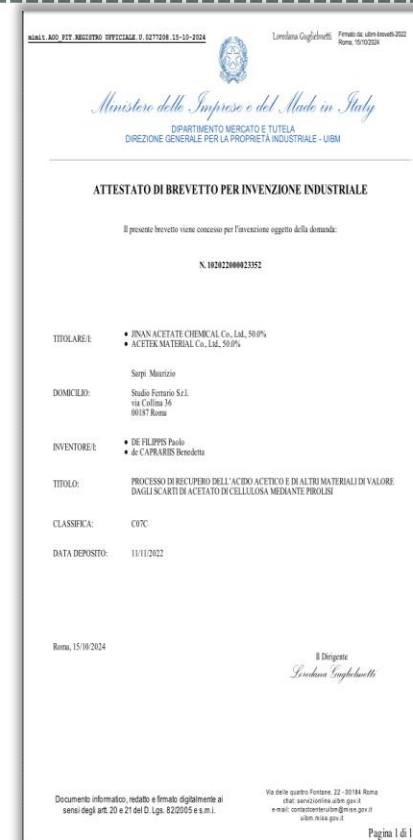 mimit.AOO_PIT.REGISTRO UFFICIALE.U.0277208.15-10-2024
Loredana Guglielmetti
Firmato da: uibm-brevetti-2022
Roma, 15/10/2024
Ministero delle Imprese e del Made in Italy
DIPARTIMENTO MERCATO E TUTELA
DIREZIONE GENERALE PER LA PROPRIETÀ INDUSTRIALE - UIBM
ATTESTATO DI BREVETTO PER INVENZIONE INDUSTRIALE
Il presente brevetto viene concesso per l'invenzione oggetto della domanda:
N. 102022000023352
TITOLARE/I:
• JINAN ACETATE CHEMICAL Co., Ltd., 50.0%
• ACETEK MATERIAL Co., Ltd., 50.0%
Sarpi Maurizio
DOMICILIO:
Studio Ferrario S.r.l.
via Collina 36
00187 Roma
INVENTORE/I:
• DE FILIPPIS Paolo
• de CAPRARIIS Benedetta
TITOLO:
PROCESSO DI RECUPERO DELL'ACIDO ACETICO E DI ALTRI MATERIALI DI VALORE
DAGLI SCARTI DI ACETATO DI CELLULOSA MEDIANTE PIROLISI
CLASSIFICA:
C07C
DATA DEPOSITO:
11/11/2022
Roma, 15/10/2024
Il Dirigente
Loredana Guglielmetti
Documento informatico, redatto e firmato digitalmente ai
sensi degli artt. 20 e 21 del D. Lgs. 82/2005 e s.m.i.
Via delle quattro Fontane, 22 - 00184 Roma
chat: servizionline.uibm.gov.it
e-mail: contactcenteruibm@mise.gov.it
uibm.mise.gov.it
Pagina 1 di 1